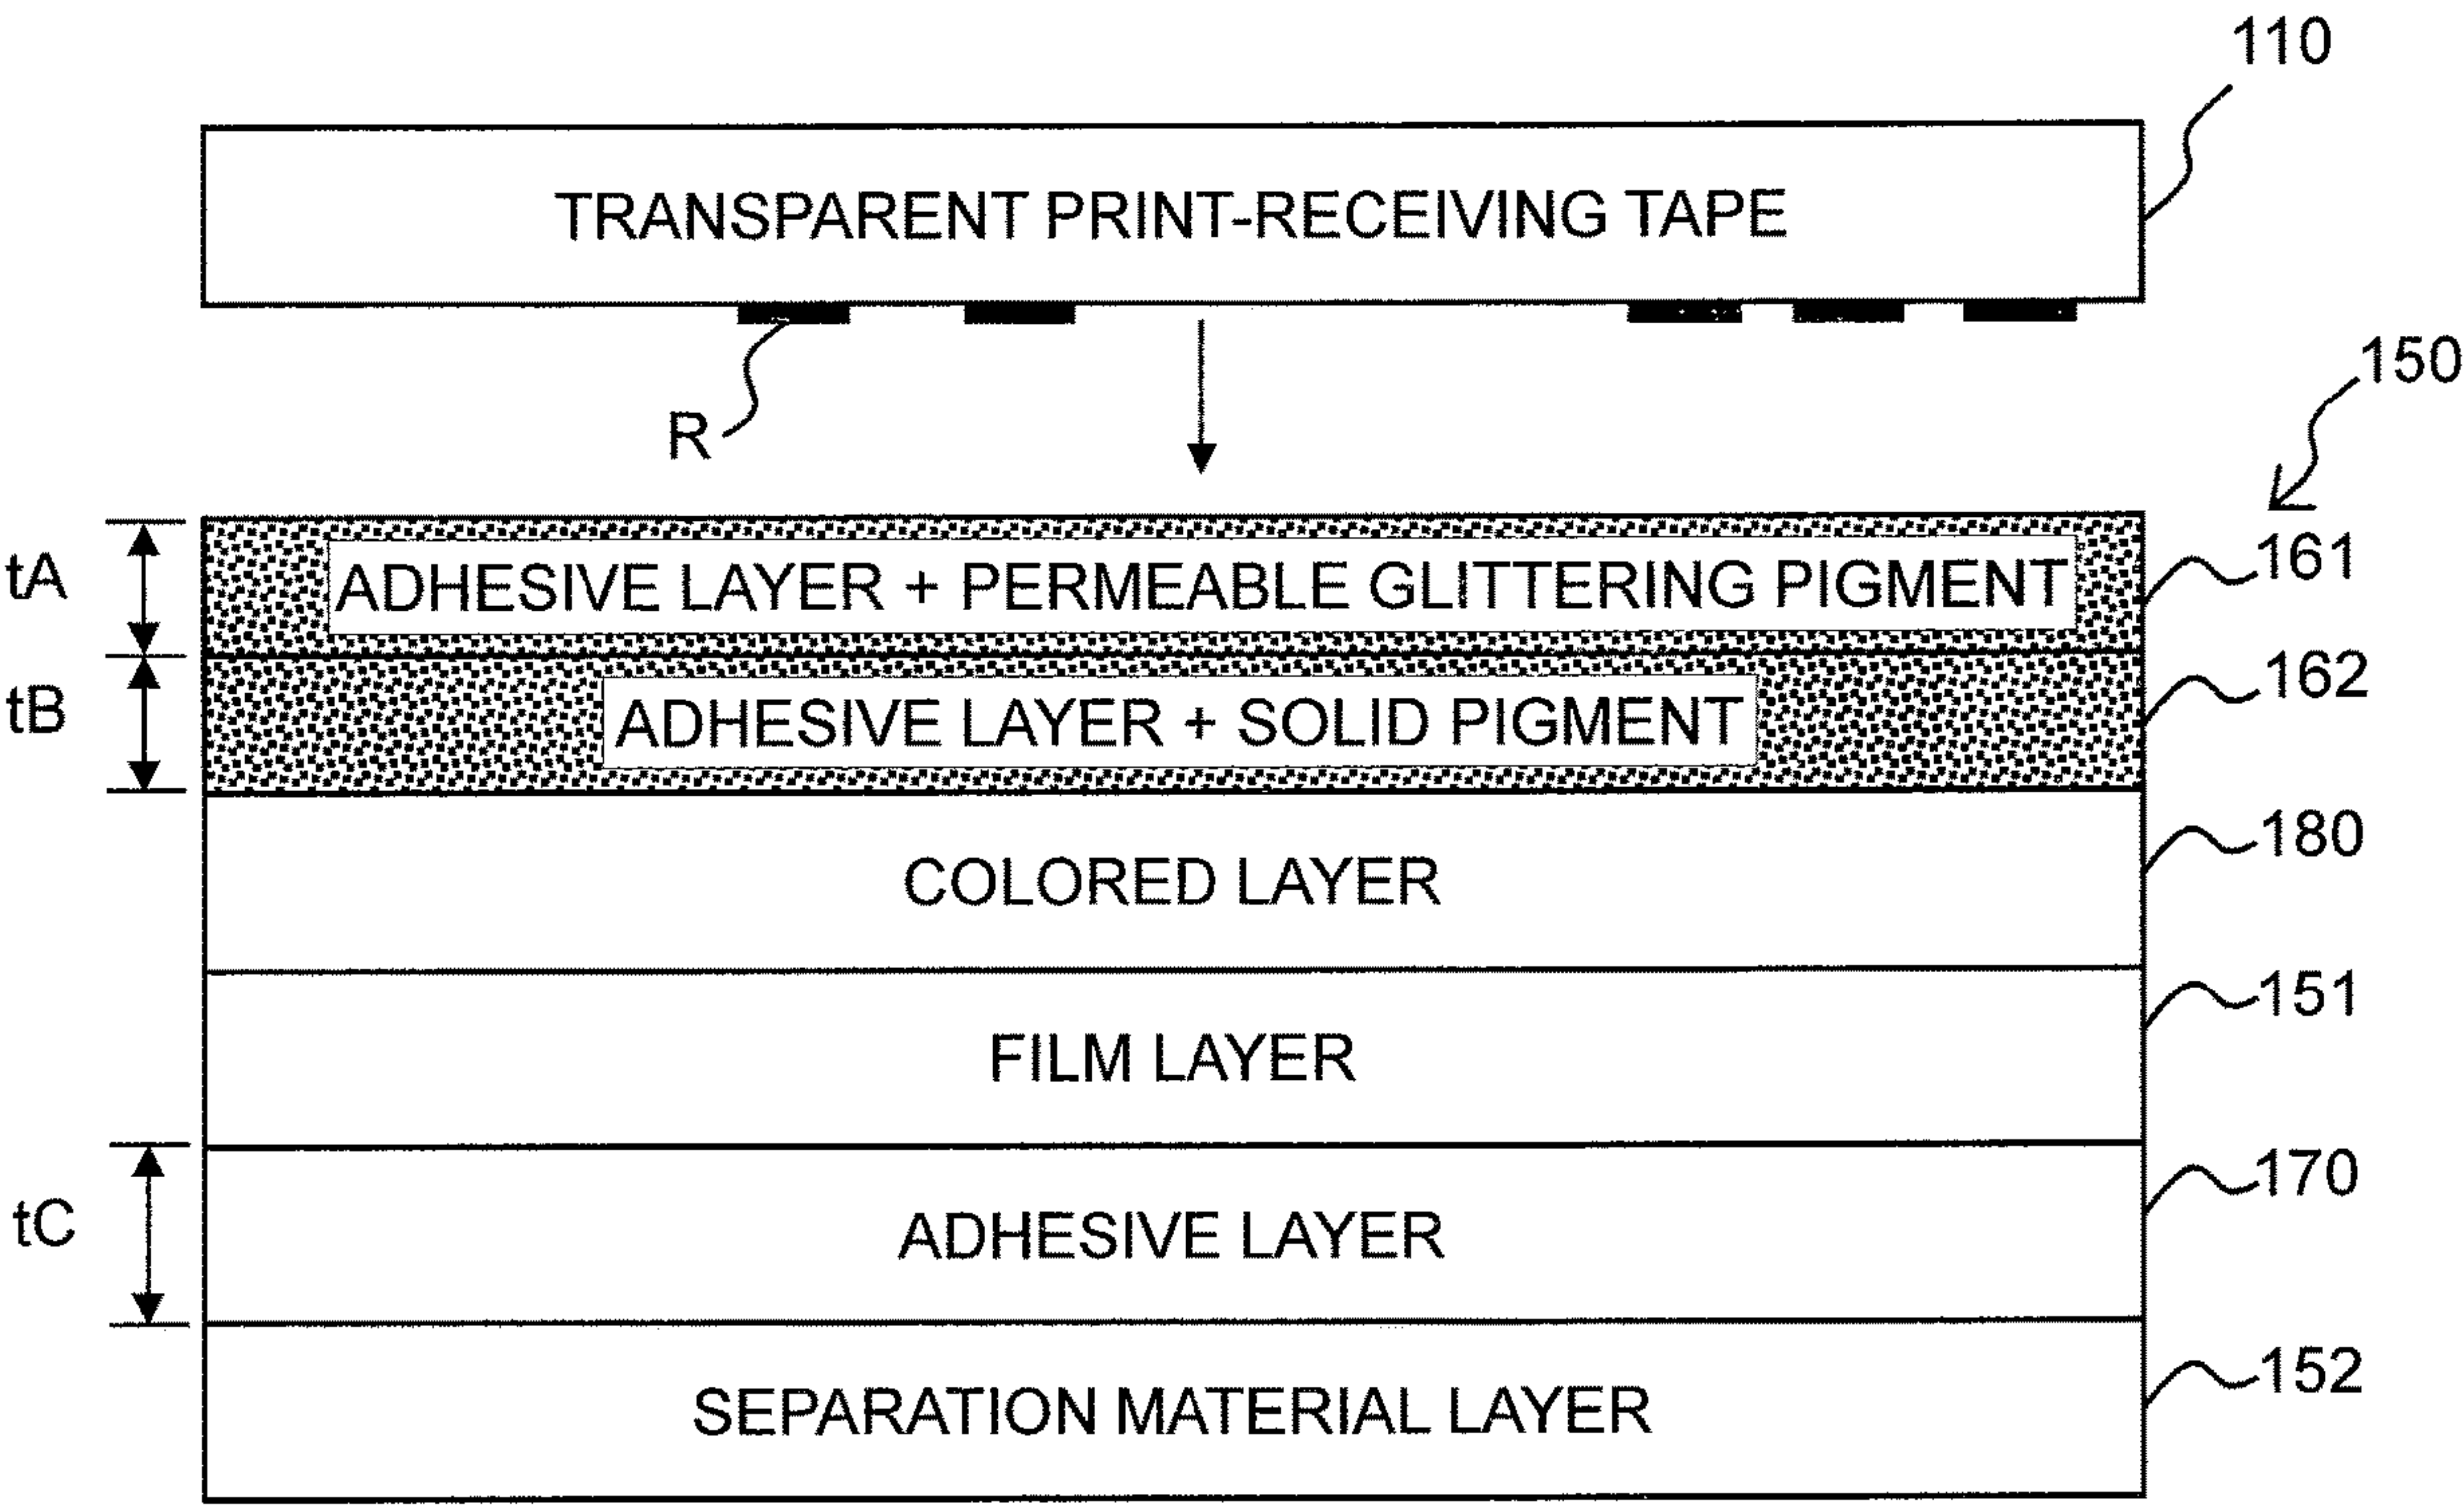 110
TRANSPARENT PRINT-RECEIVING TAPE
R
150
tA
ADHESIVE LAYER + PERMEABLE GLITTERING PIGMENT
161
tB
ADHESIVE LAYER + SOLID PIGMENT
162
COLORED LAYER
180
FILM LAYER
151
tC
ADHESIVE LAYER
170
SEPARATION MATERIAL LAYER
152